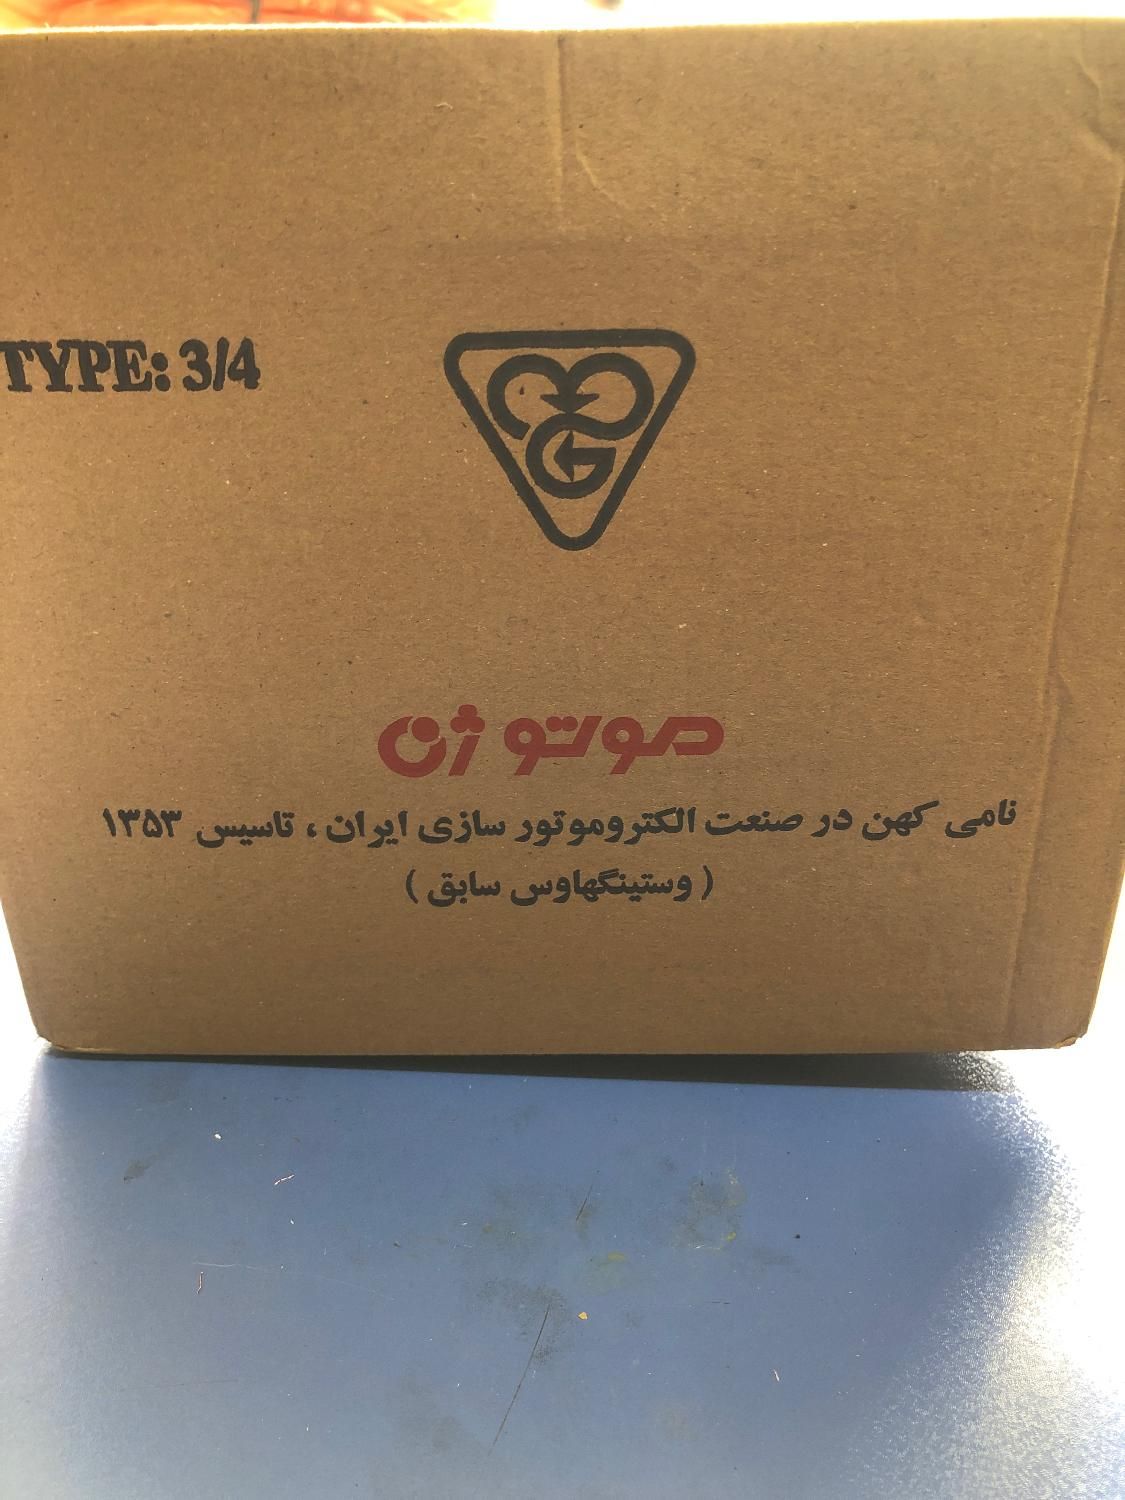 TYPE: 3/4
موتوژن
نامی کهن در صنعت الکتروموتور سازی ایران ، تاسیس ۱۳۵۳
( وستینگهاوس سابق )